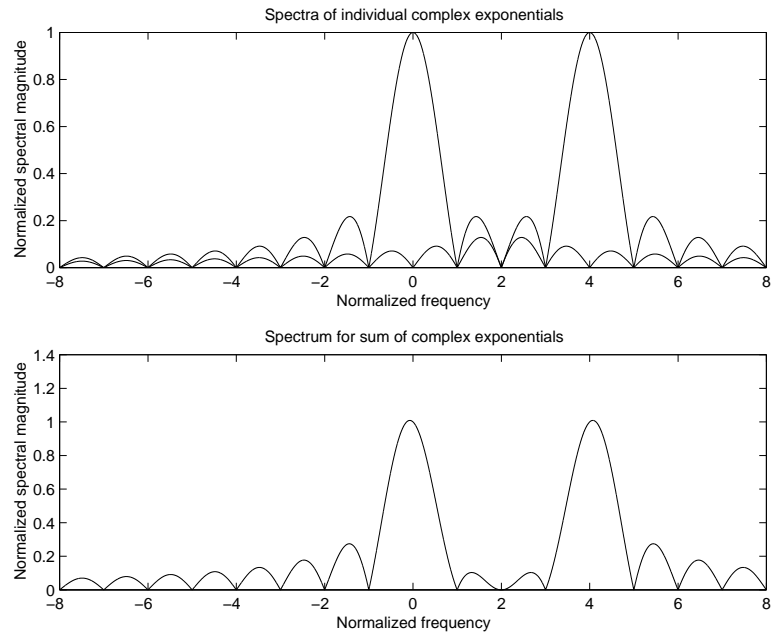 Spectra of individual complex exponentials
1
0.8
0.6
0.4
0.2
0
Normalized spectral magnitude
−8 −6 −4 −2 0 2 4 6 8
Normalized frequency
Spectrum for sum of complex exponentials
1.4
1.2
1
0.8
0.6
0.4
0.2
0
Normalized spectral magnitude
−8 −6 −4 −2 0 2 4 6 8
Normalized frequency